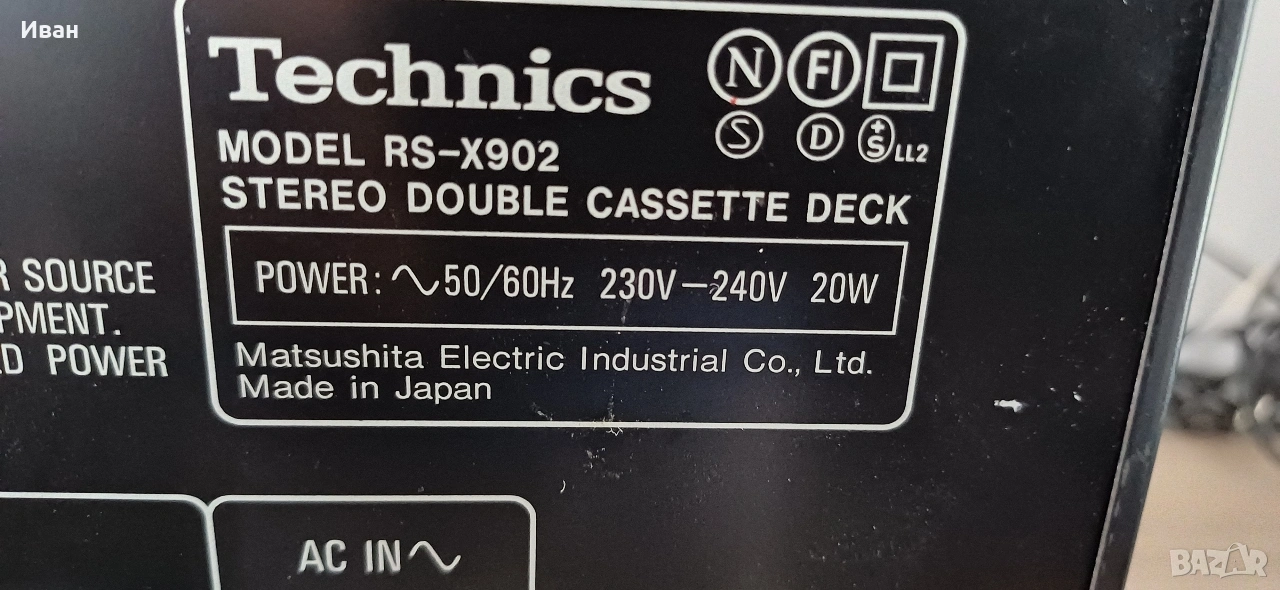 Иван
Technics
N FI
S D +S LL2
MODEL RS-X902
STEREO DOUBLE CASSETTE DECK
POWER: ∿50/60Hz 230V—240V 20W
Matsushita Electric Industrial Co., Ltd.
Made in Japan
R SOURCE
PMENT.
D POWER
AC IN∿
BAZAR